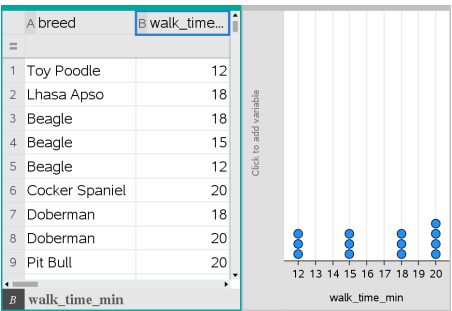 A breed B walk_time...
=
1 Toy Poodle 12
2 Lhasa Apso 18
3 Beagle 18
4 Beagle 15
5 Beagle 12
6 Cocker Spaniel 20
7 Doberman 18
8 Doberman 20
9 Pit Bull 20
B walk_time_min
Click to add variable
12 13 14 15 16 17 18 19 20
walk_time_min